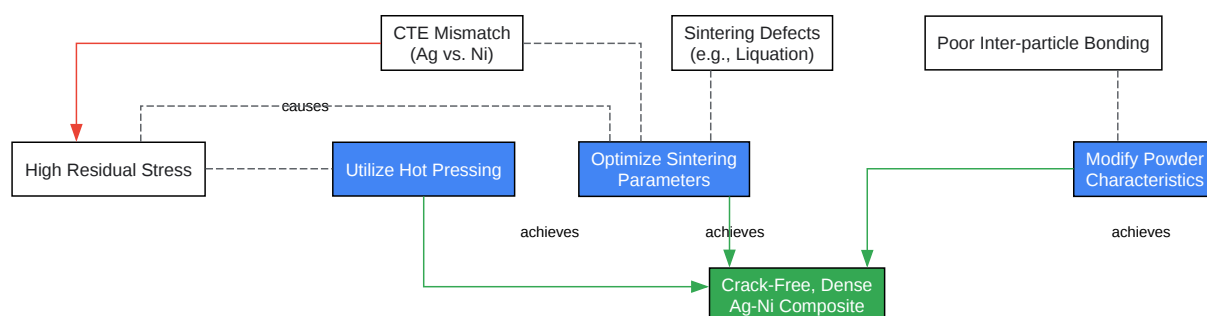 CTE Mismatch
(Ag vs. Ni)
Sintering Defects
(e.g., Liquation)
Poor Inter-particle Bonding
causes
High Residual Stress
Utilize Hot Pressing
Optimize Sintering
Parameters
Modify Powder
Characteristics
achieves
achieves
achieves
Crack-Free, Dense
Ag-Ni Composite